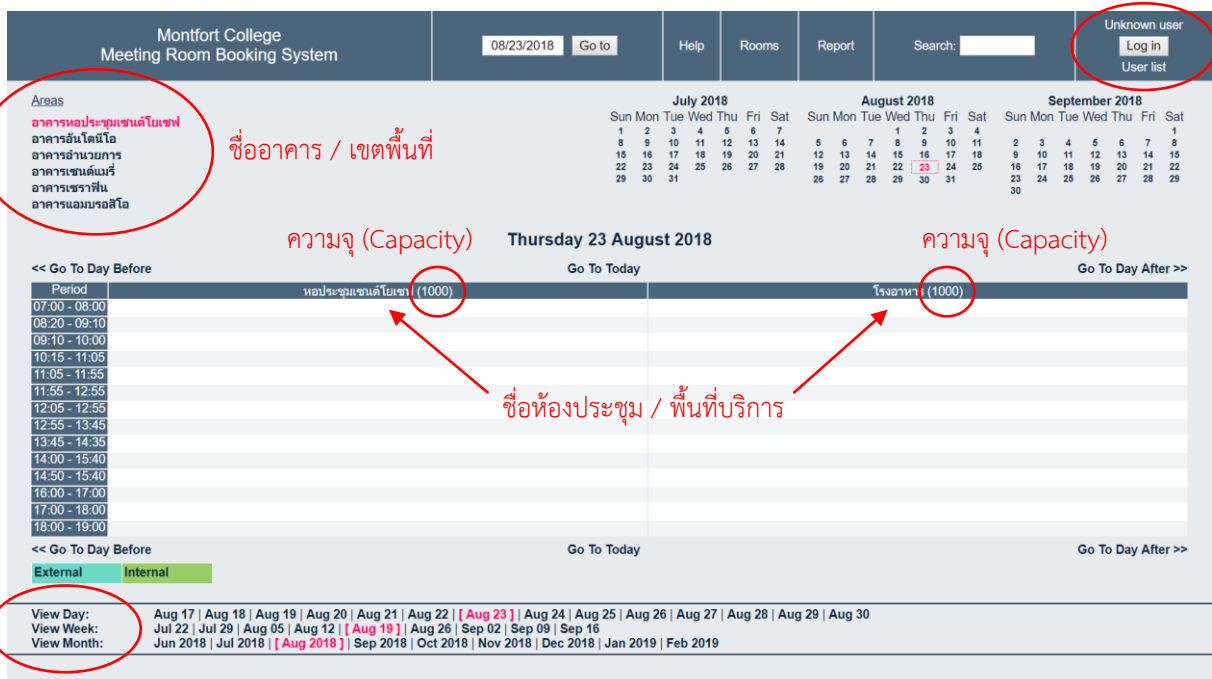 Montfort College
Meeting Room Booking System
08/23/2018 Go to
Help
Rooms
Report
Search:
Unknown user
Log in
User list
Areas
อาคารหอประชุมเซนต์โยเซฟ
อาคารอันโตนีโอ
อาคารอำนวยการ
อาคารเซนต์แมรี่
อาคารเซราฟิน
อาคารแอมบรอสิโอ
ชื่ออาคาร / เขตพื้นที่
July 2018
Sun Mon Tue Wed Thu Fri Sat
1 2 3 4 5 6 7
8 9 10 11 12 13 14
15 16 17 18 19 20 21
22 23 24 25 26 27 28
29 30 31
August 2018
Sun Mon Tue Wed Thu Fri Sat
1 2 3 4
5 6 7 8 9 10 11
12 13 14 15 16 17 18
19 20 21 22 23 24 25
26 27 28 29 30 31
September 2018
Sun Mon Tue Wed Thu Fri Sat
1
2 3 4 5 6 7 8
9 10 11 12 13 14 15
16 17 18 19 20 21 22
23 24 25 26 27 28 29
30
ความจุ (Capacity)
Thursday 23 August 2018
ความจุ (Capacity)
<< Go To Day Before
Go To Today
Go To Day After >>
Period หอประชุมเซนต์โยเซฟ (1000) โรงอาหาร (1000)
07:00 - 08:00
08:20 - 09:10
09:10 - 10:00
10:15 - 11:05
11:05 - 11:55
11:55 - 12:55
12:05 - 12:55
12:55 - 13:45
13:45 - 14:35
14:00 - 15:40
14:50 - 15:40
16:00 - 17:00
17:00 - 18:00
18:00 - 19:00
ชื่อห้องประชุม / พื้นที่บริการ
<< Go To Day Before
Go To Today
Go To Day After >>
External Internal
View Day: Aug 17 | Aug 18 | Aug 19 | Aug 20 | Aug 21 | Aug 22 | [ Aug 23 ] | Aug 24 | Aug 25 | Aug 26 | Aug 27 | Aug 28 | Aug 29 | Aug 30
View Week: Jul 22 | Jul 29 | Aug 05 | Aug 12 | [ Aug 19 ] | Aug 26 | Sep 02 | Sep 09 | Sep 16
View Month: Jun 2018 | Jul 2018 | [ Aug 2018 ] | Sep 2018 | Oct 2018 | Nov 2018 | Dec 2018 | Jan 2019 | Feb 2019